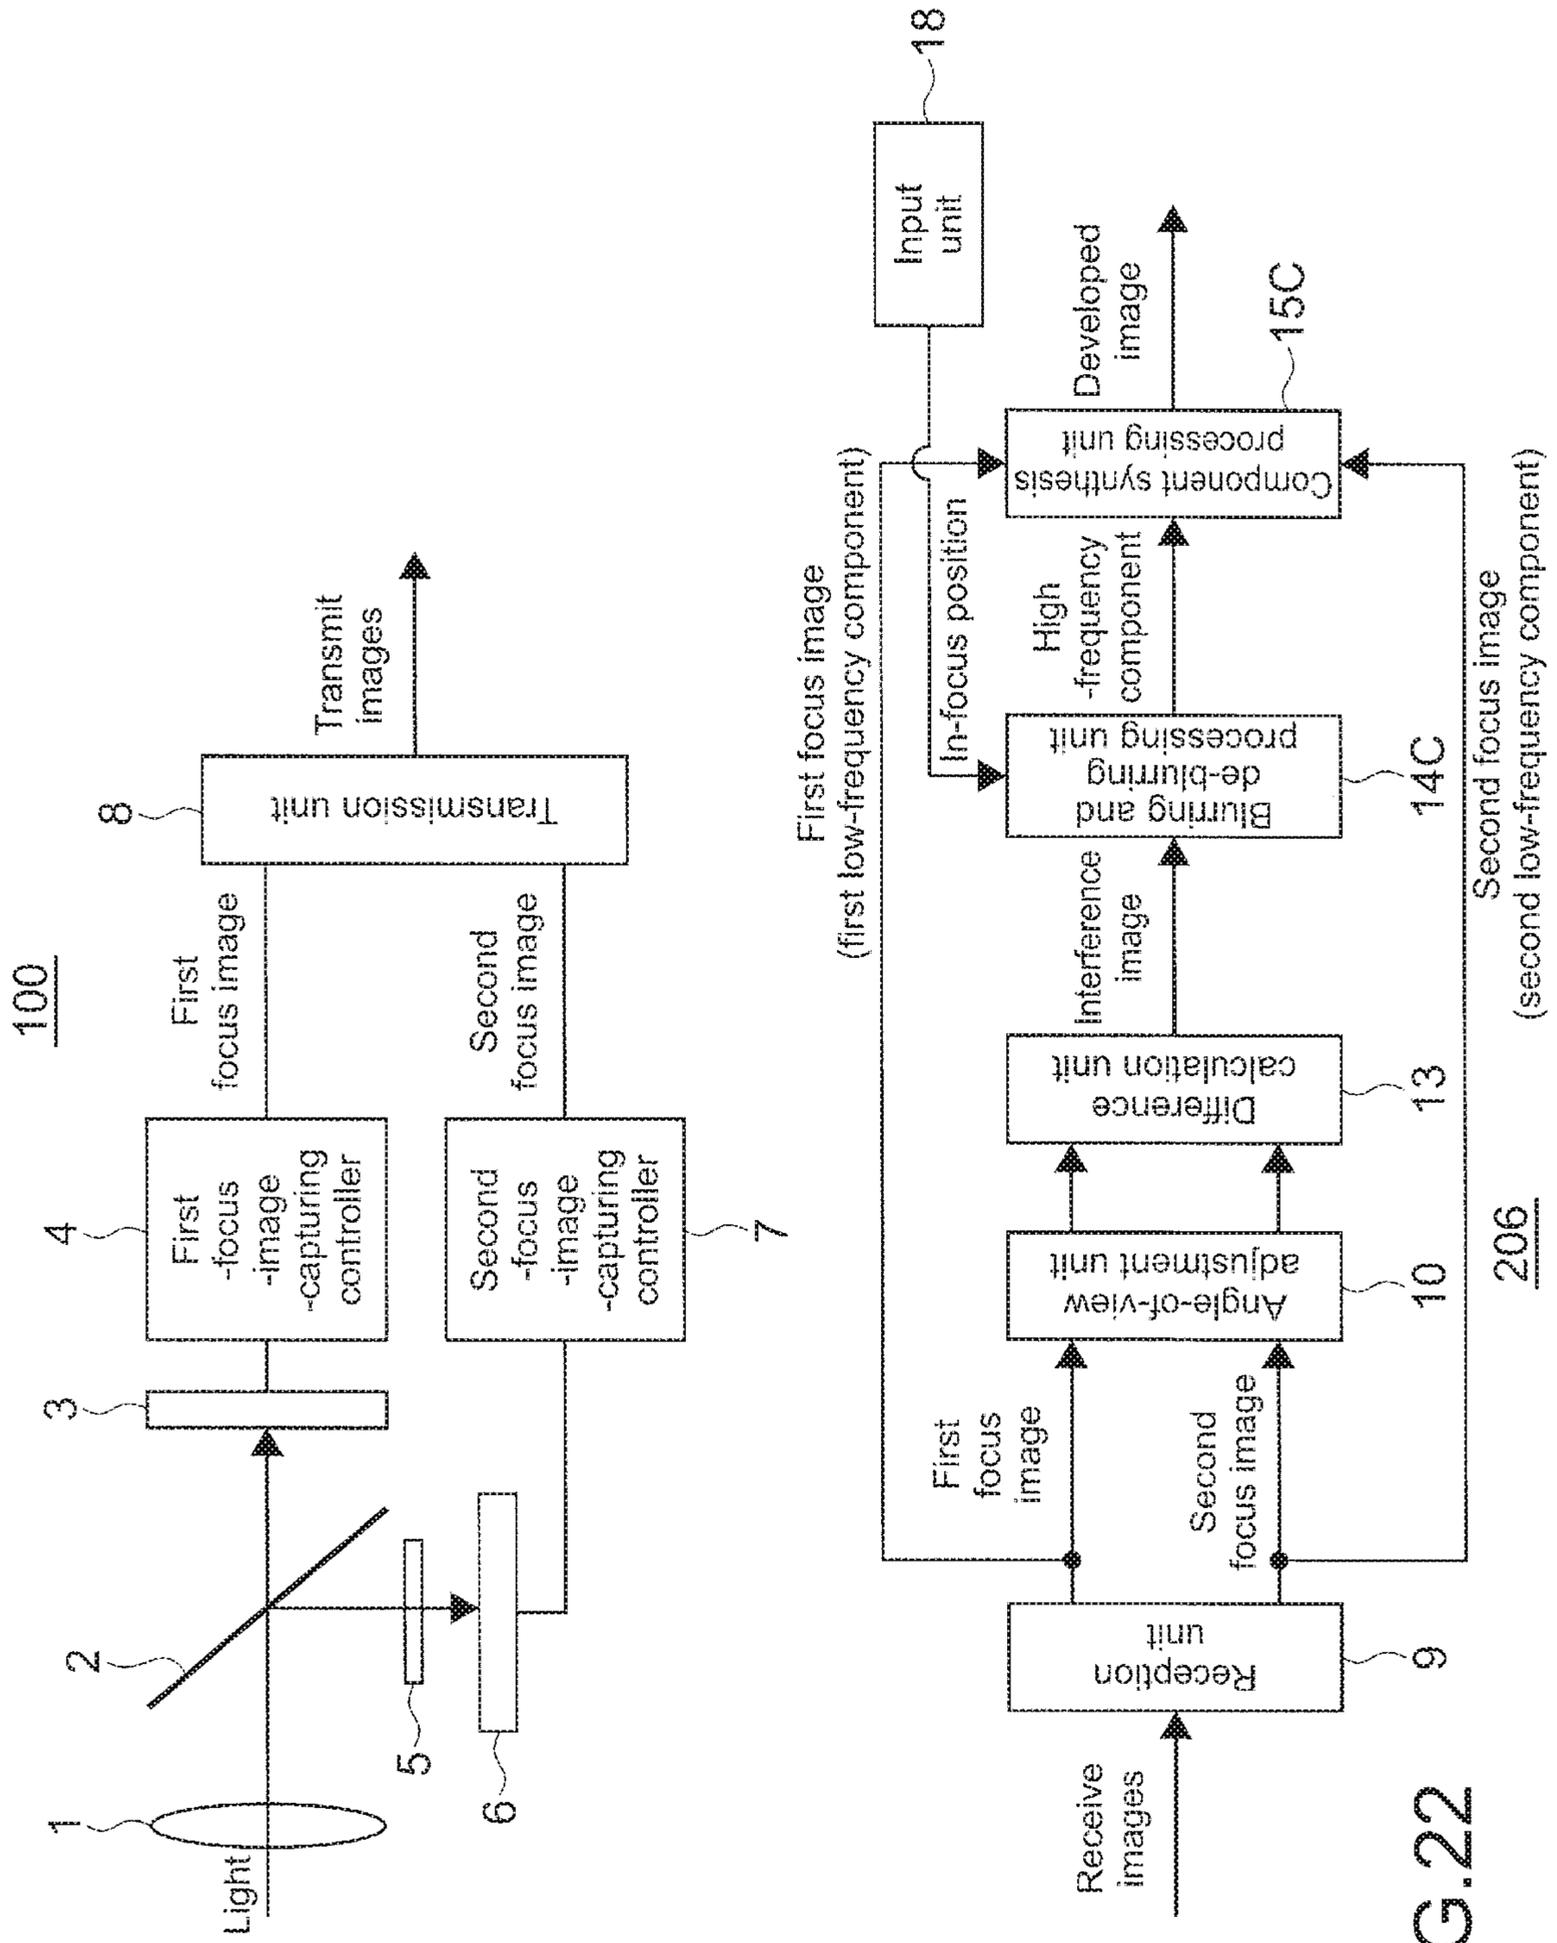 100
Light
1
2
3
4
5
6
7
8
First
-focus
-image
-capturing
controller
Second
-focus
-image
-capturing
controller
First
focus image
Second
focus image
Transmission unit
Transmit
images
206
Receive
images
Reception
unit
9
First
focus
image
Second
focus image
Angle-of-view
adjustment unit
10
Difference
calculation unit
13
Interference
image
Blurring and
de-blurring
processing unit
14C
High
-frequency
component
Component synthesis
processing unit
15C
Developed
image
Input
unit
18
In-focus position
First focus image
(first low-frequency component)
Second focus image
(second low-frequency component)
G.22